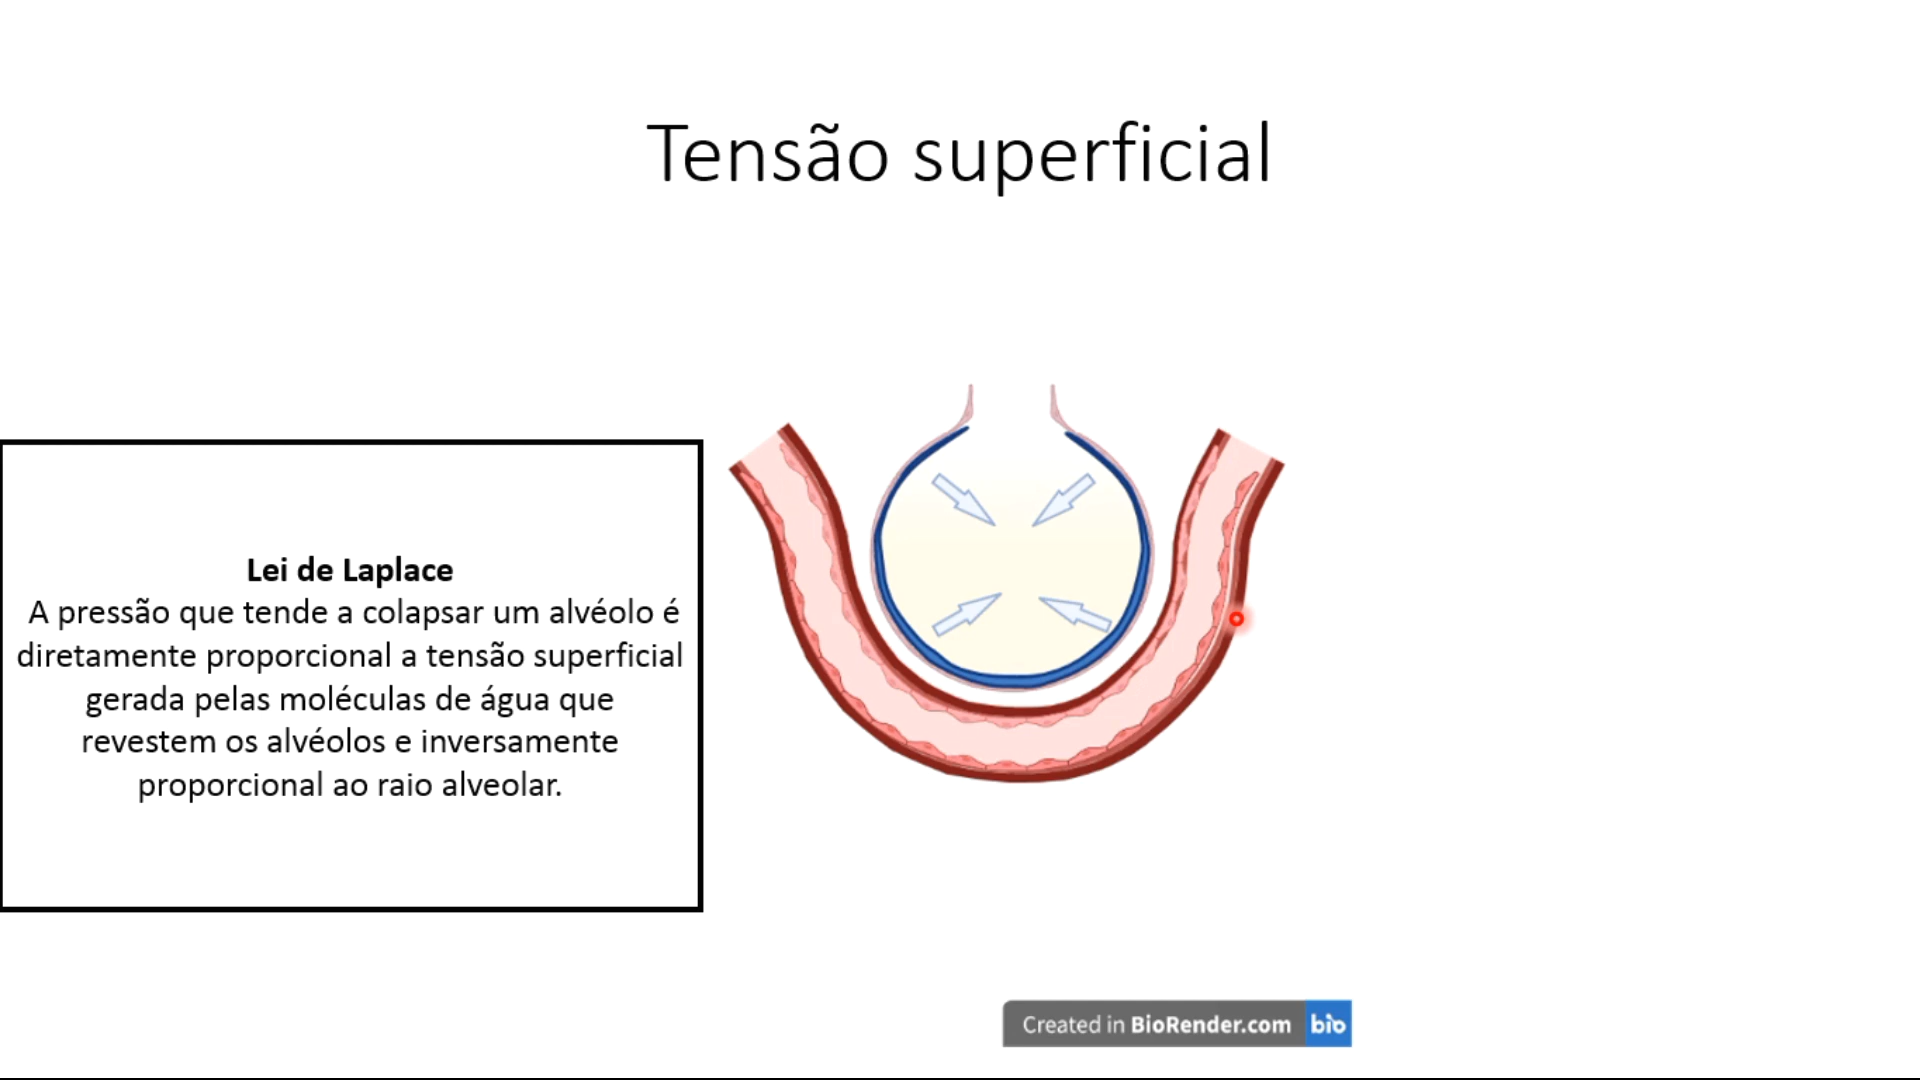 Tensão superficial
Lei de Laplace
A pressão que tende a colapsar um alvéolo é
diretamente proporcional a tensão superficial
gerada pelas moléculas de água que
revestem os alvéolos e inversamente
proporcional ao raio alveolar.
Created in BioRender.com bio